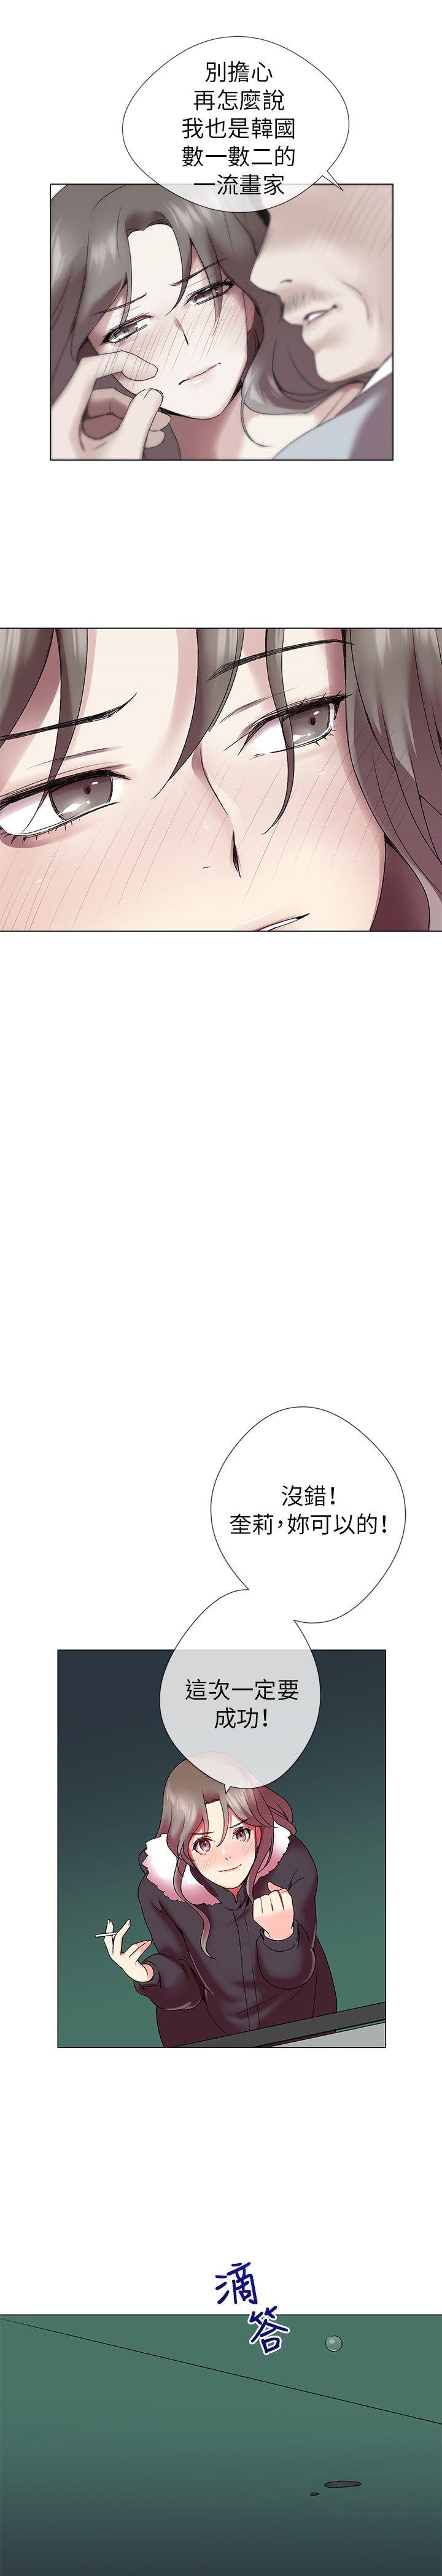 別擔心
再怎麼說
我也是韓國
數一數二的
一流畫家
沒錯！
奎莉，妳可以的！
這次一定要
成功！
滴
答